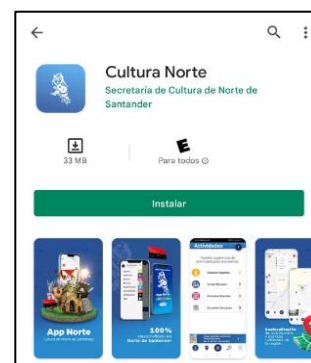 Cultura Norte
Secretaría de Cultura de Norte de
Santander
33 MB
E
Para todos
Instalar
App Norte
100%
Norte de Santander
Actividades